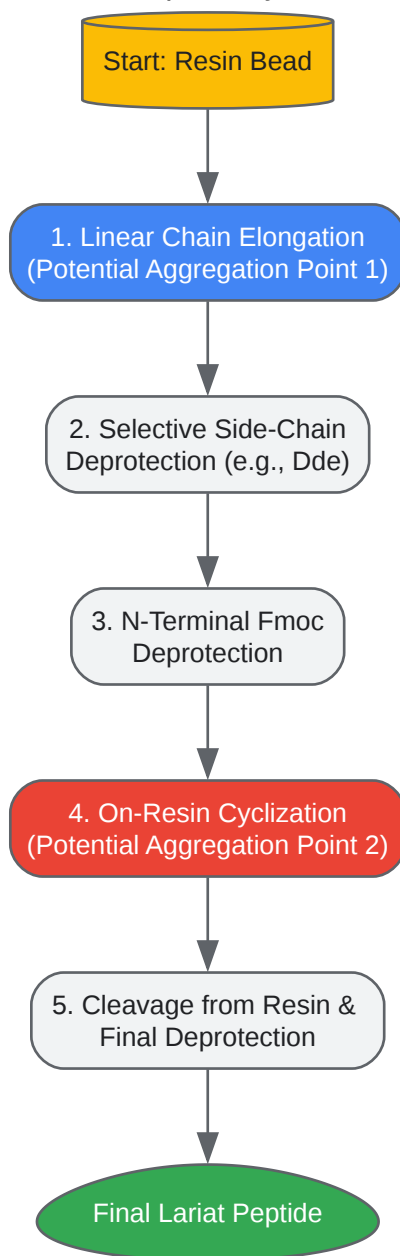 Start: Resin Bead
1. Linear Chain Elongation
(Potential Aggregation Point 1)
2. Selective Side-Chain
Deprotection (e.g., Dde)
3. N-Terminal Fmoc
Deprotection
4. On-Resin Cyclization
(Potential Aggregation Point 2)
5. Cleavage from Resin &
Final Deprotection
Final Lariat Peptide